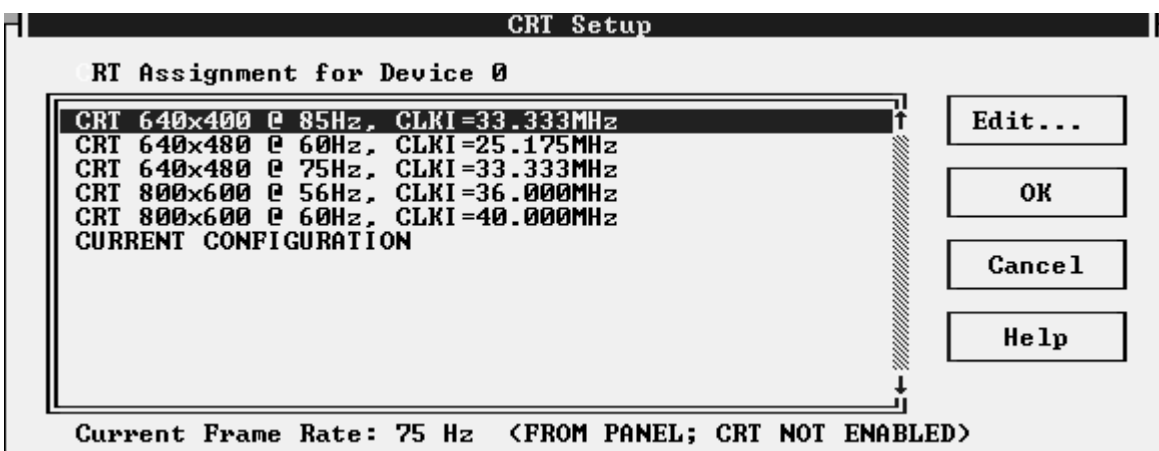 CRT Setup
CRT Assignment for Device 0
CRT 640x400 @ 85Hz, CLKI=33.333MHz
CRT 640x480 @ 60Hz, CLKI=25.175MHz
CRT 640x480 @ 75Hz, CLKI=33.333MHz
CRT 800x600 @ 56Hz, CLKI=36.000MHz
CRT 800x600 @ 60Hz, CLKI=40.000MHz
CURRENT CONFIGURATION
Edit...
OK
Cancel
Help
Current Frame Rate: 75 Hz (FROM PANEL; CRT NOT ENABLED)